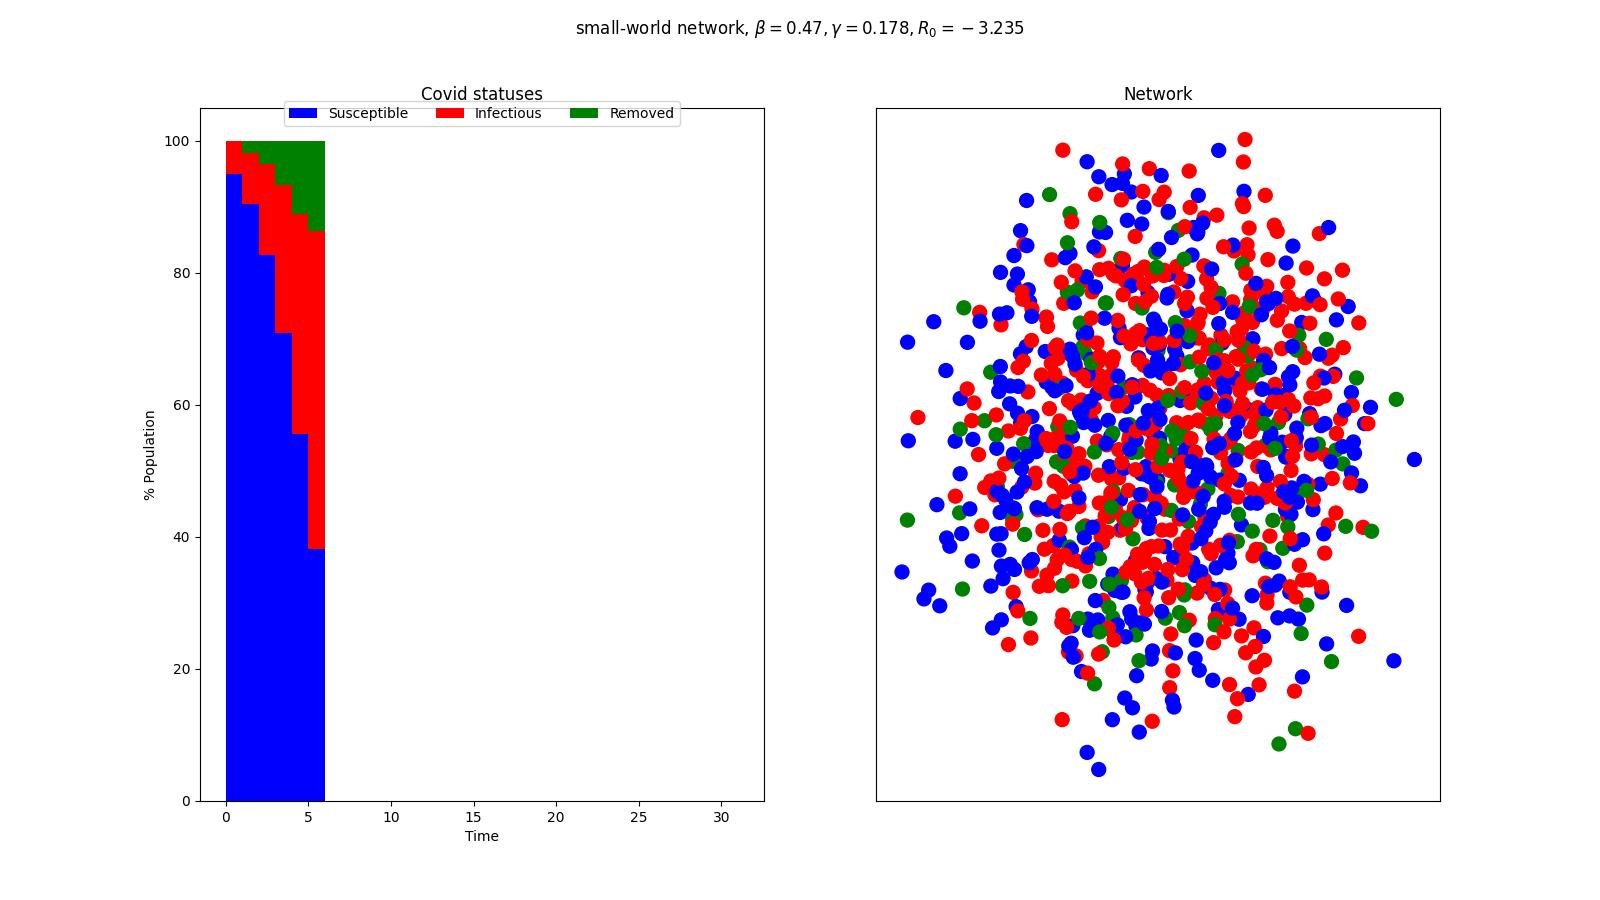 small-world network, β = 0.47, γ = 0.178, R₀ = − 3.235
Covid statuses
Susceptible Infectious Removed
100
80
60
40
20
0
% Population
0 5 10 15 20 25 30
Time
Network